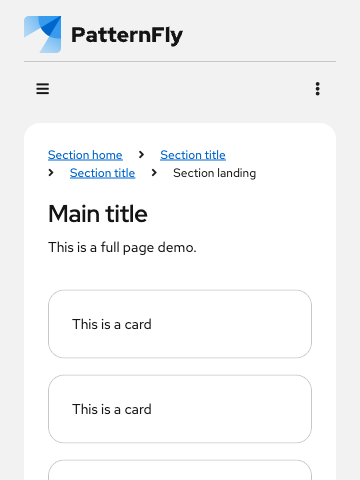 PatternFly
Section home > Section title
> Section title > Section landing
Main title
This is a full page demo.
This is a card
This is a card